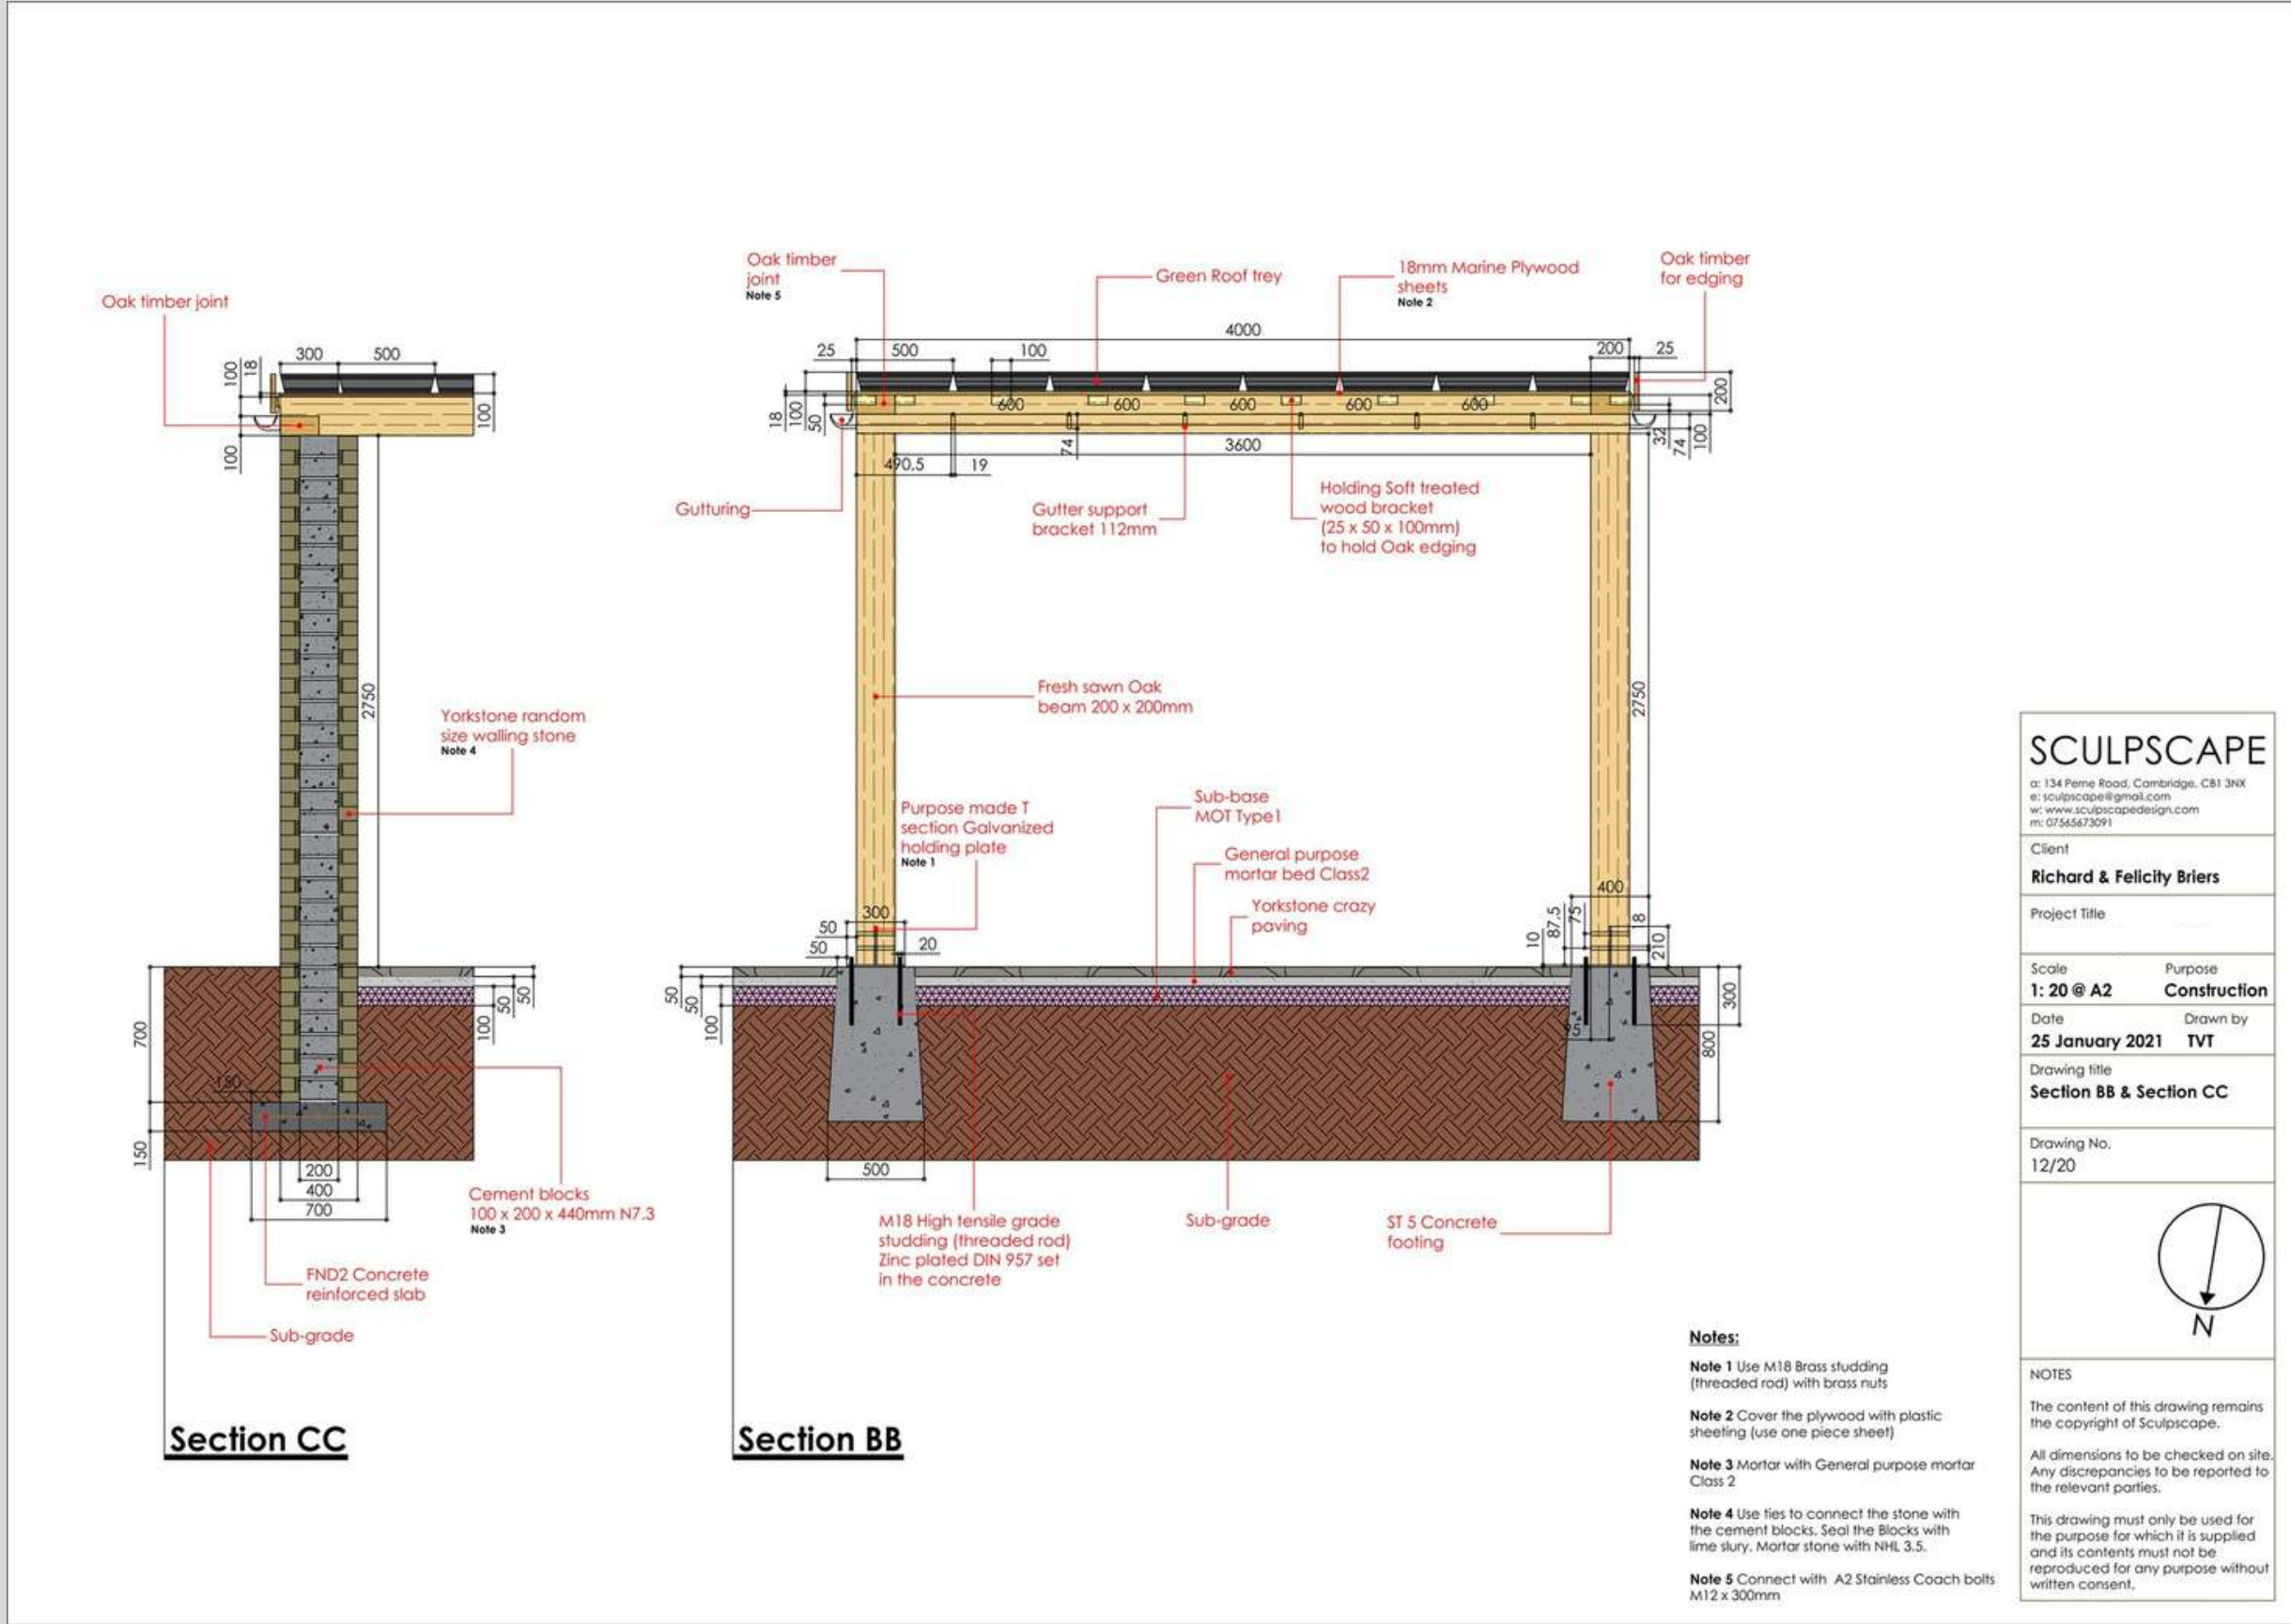 Oak timber joint
300
500
100
18
100
100
2750
Yorkstone random
size walling stone
Note 4
700
150
150
200
400
700
100
50
50
Cement blocks
100 x 200 x 440mm N7.3
Note 3
FND2 Concrete
reinforced slab
Sub-grade
Section CC
Oak timber
joint
Note 5
Green Roof trey
18mm Marine Plywood
sheets
Note 2
Oak timber
for edging
4000
25
500
100
200
25
18
100
50
600
600
600
600
600
200
32
74
100
74
3600
490.5
19
Gutturing
Gutter support
bracket 112mm
Holding Soft treated
wood bracket
(25 x 50 x 100mm)
to hold Oak edging
Fresh sawn Oak
beam 200 x 200mm
2750
Purpose made T
section Galvanized
holding plate
Note 1
Sub-base
MOT Type1
General purpose
mortar bed Class2
Yorkstone crazy
paving
300
50
50
20
400
10
87.5
75
18
210
50
50
100
95
300
800
500
M18 High tensile grade
studding (threaded rod)
Zinc plated DIN 957 set
in the concrete
Sub-grade
ST 5 Concrete
footing
Section BB
Notes:
Note 1 Use M18 Brass studding
(threaded rod) with brass nuts
Note 2 Cover the plywood with plastic
sheeting (use one piece sheet)
Note 3 Mortar with General purpose mortar
Class 2
Note 4 Use ties to connect the stone with
the cement blocks. Seal the Blocks with
lime slury. Mortar stone with NHL 3.5.
Note 5 Connect with A2 Stainless Coach bolts
M12 x 300mm
SCULPSCAPE
a: 134 Perne Road, Cambridge, CB1 3NX
e: sculpscape@gmail.com
w: www.sculpscapedesign.com
m: 07565673091
Client
Richard & Felicity Briers
Project Title
Scale Purpose
1: 20 @ A2 Construction
Date Drawn by
25 January 2021 TVT
Drawing title
Section BB & Section CC
Drawing No.
12/20
N
NOTES
The content of this drawing remains
the copyright of Sculpscape.
All dimensions to be checked on site.
Any discrepancies to be reported to
the relevant parties.
This drawing must only be used for
the purpose for which it is supplied
and its contents must not be
reproduced for any purpose without
written consent.